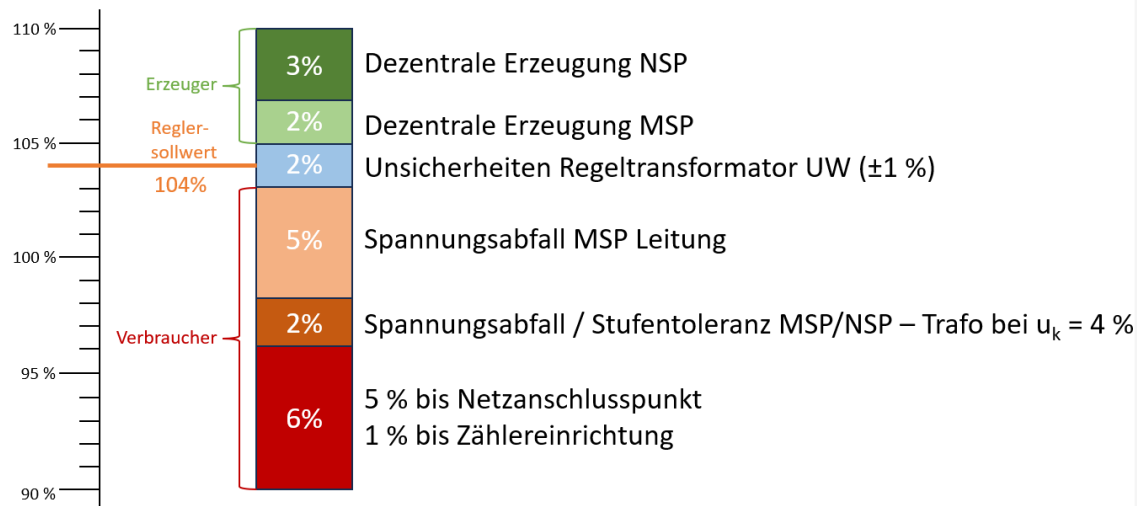 110 %
3%
Dezentrale Erzeugung NSP
Erzeuger
2%
Dezentrale Erzeugung MSP
Regler-
sollwert
105 %
2%
Unsicherheiten Regeltransformator UW (±1 %)
104%
5%
Spannungsabfall MSP Leitung
100 %
2%
Spannungsabfall / Stufentoleranz MSP/NSP – Trafo bei uk = 4 %
Verbraucher
95 %
6%
5 % bis Netzanschlusspunkt
1 % bis Zählereinrichtung
90 %